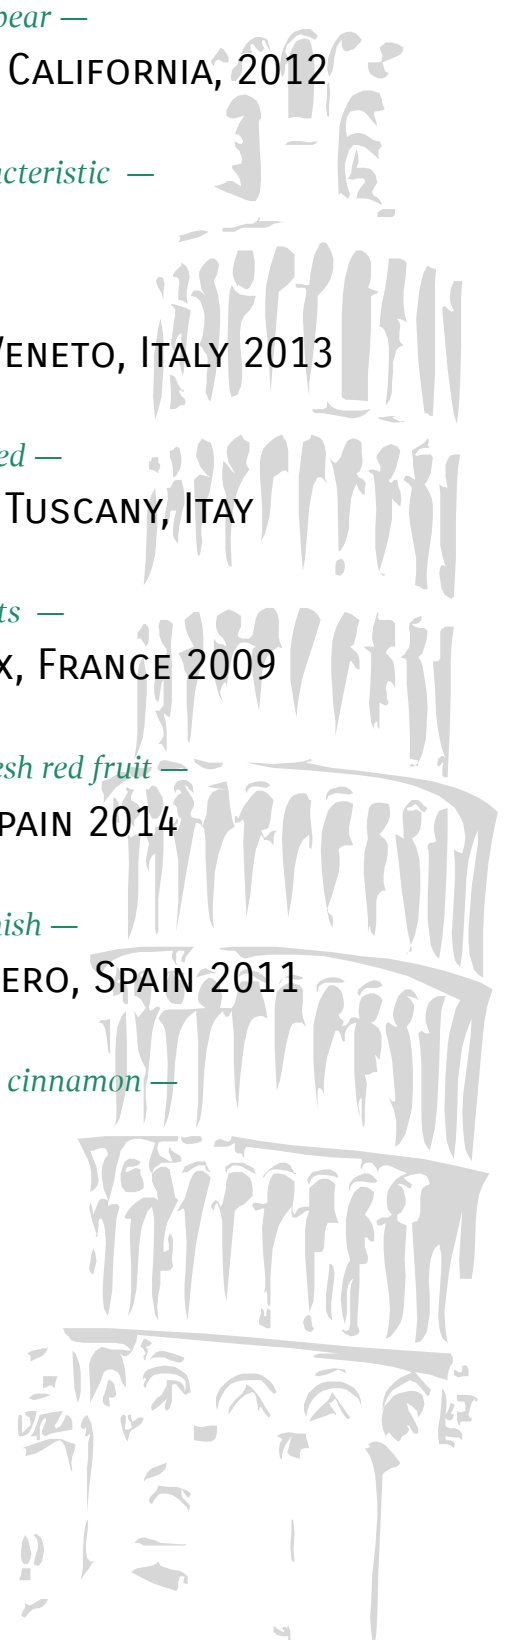 pear —
California, 2012
cteristic —
Veneto, Italy 2013
ed —
Tuscany, Itay
ts —
x, France 2009
esh red fruit —
pain 2014
ish —
ero, Spain 2011
cinnamon —